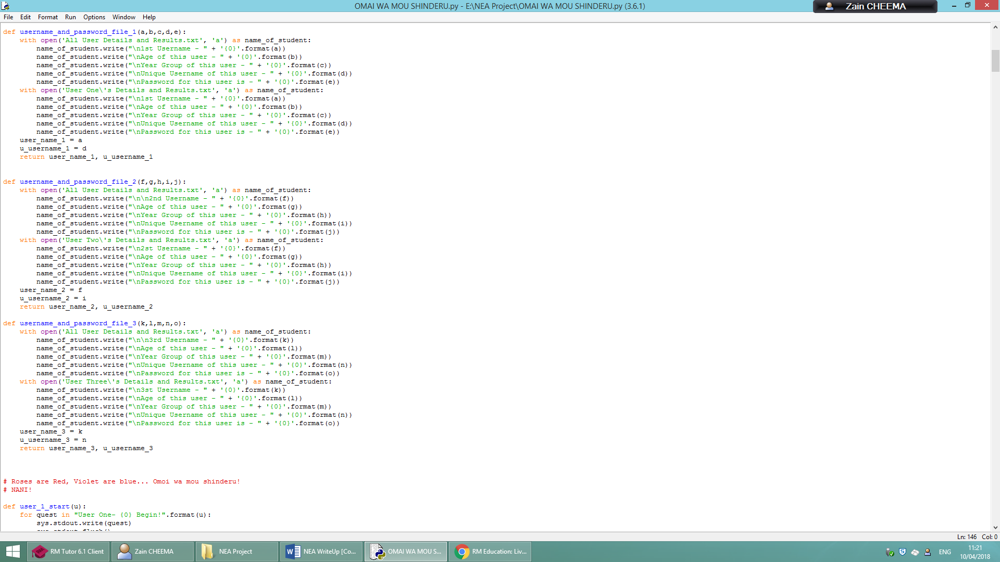 OMAI WA MOU SHINDERU.py - E:\NEA Project\OMAI WA MOU SHINDERU.py (3.6.1)
Zain CHEEMA
File Edit Format Run Options Window Help
def username_and_password_file_1(a,b,c,d,e):
    with open('All User Details and Results.txt', 'a') as name_of_student:
        name_of_student.write("\n1st Username - " + '{0}'.format(a))
        name_of_student.write("\nAge of this user - " + '{0}'.format(b))
        name_of_student.write("\nYear Group of this user - " + '{0}'.format(c))
        name_of_student.write("\nUnique Username of this user - " + '{0}'.format(d))
        name_of_student.write("\nPassword for this user is - " + '{0}'.format(e))
    with open('User One\'s Details and Results.txt', 'a') as name_of_student:
        name_of_student.write("\n1st Username - " + '{0}'.format(a))
        name_of_student.write("\nAge of this user - " + '{0}'.format(b))
        name_of_student.write("\nYear Group of this user - " + '{0}'.format(c))
        name_of_student.write("\nUnique Username of this user - " + '{0}'.format(d))
        name_of_student.write("\nPassword for this user is - " + '{0}'.format(e))
    user_name_1 = a
    u_username_1 = d
    return user_name_1, u_username_1
def username_and_password_file_2(f,g,h,i,j):
    with open('All User Details and Results.txt', 'a') as name_of_student:
        name_of_student.write("\n\n2nd Username - " + '{0}'.format(f))
        name_of_student.write("\nAge of this user - " + '{0}'.format(g))
        name_of_student.write("\nYear Group of this user - " + '{0}'.format(h))
        name_of_student.write("\nUnique Username of this user - " + '{0}'.format(i))
        name_of_student.write("\nPassword for this user is - " + '{0}'.format(j))
    with open('User Two\'s Details and Results.txt', 'a') as name_of_student:
        name_of_student.write("\n2st Username - " + '{0}'.format(f))
        name_of_student.write("\nAge of this user - " + '{0}'.format(g))
        name_of_student.write("\nYear Group of this user - " + '{0}'.format(h))
        name_of_student.write("\nUnique Username of this user - " + '{0}'.format(i))
        name_of_student.write("\nPassword for this user is - " + '{0}'.format(j))
    user_name_2 = f
    u_username_2 = i
    return user_name_2, u_username_2
def username_and_password_file_3(k,l,m,n,o):
    with open('All User Details and Results.txt', 'a') as name_of_student:
        name_of_student.write("\n\n3rd Username - " + '{0}'.format(k))
        name_of_student.write("\nAge of this user - " + '{0}'.format(l))
        name_of_student.write("\nYear Group of this user - " + '{0}'.format(m))
        name_of_student.write("\nUnique Username of this user - " + '{0}'.format(n))
        name_of_student.write("\nPassword for this user is - " + '{0}'.format(o))
    with open('User Three\'s Details and Results.txt', 'a') as name_of_student:
        name_of_student.write("\n3st Username - " + '{0}'.format(k))
        name_of_student.write("\nAge of this user - " + '{0}'.format(l))
        name_of_student.write("\nYear Group of this user - " + '{0}'.format(m))
        name_of_student.write("\nUnique Username of this user - " + '{0}'.format(n))
        name_of_student.write("\nPassword for this user is - " + '{0}'.format(o))
    user_name_3 = k
    u_username_3 = n
    return user_name_3, u_username_3
# Roses are Red, Violet are blue... Omoi wa mou shinderu!
# NANI!
def user_1_start(u):
    for quest in "User One- {0} Begin!".format(u):
        sys.stdout.write(quest)
Ln: 146 Col: 0
RM Tutor 6.1 Client
Zain CHEEMA
NEA Project
NEA WriteUp [Co...
OMAI WA MOU S...
RM Education: Liv...
ENG
11:21
10/04/2018